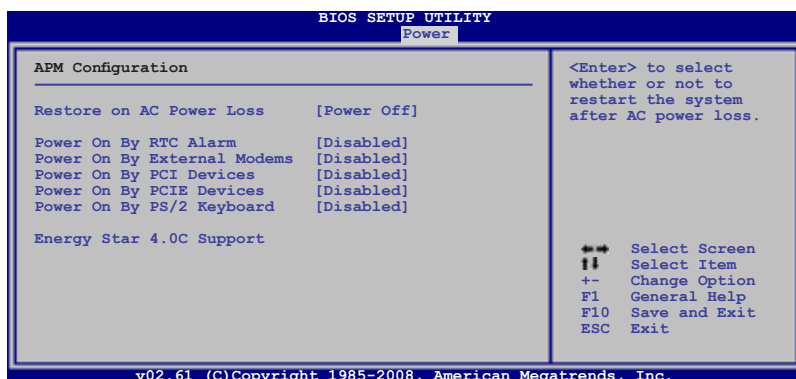 BIOS SETUP UTILITY
Power
APM Configuration
Restore on AC Power Loss [Power Off]
Power On By RTC Alarm [Disabled]
Power On By External Modems [Disabled]
Power On By PCI Devices [Disabled]
Power On By PCIE Devices [Disabled]
Power On By PS/2 Keyboard [Disabled]
Energy Star 4.0C Support
<Enter> to select
whether or not to
restart the system
after AC power loss.
Select Screen
Select Item
+- Change Option
F1 General Help
F10 Save and Exit
ESC Exit
v02.61 (C)Copyright 1985-2008, American Megatrends, Inc.